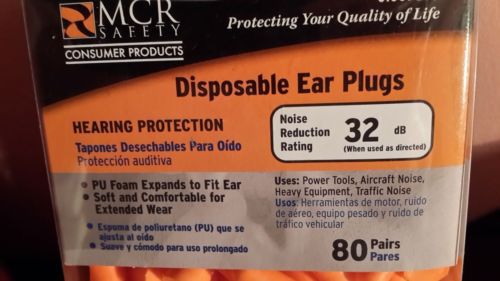 MCR
SAFETY
CONSUMER PRODUCTS
Protecting Your Quality of Life
Disposable Ear Plugs
HEARING PROTECTION
Tapones Desechables Para Oído
Protección auditiva
Noise
Reduction
Rating
32 dB
(When used as directed)
• PU Foam Expands to Fit Ear
• Soft and Comfortable for
Extended Wear
• Espuma de poliuretano (PU) que se
ajusta al oído
• Suave y cómodo para uso prolongado
Uses: Power Tools, Aircraft Noise,
Heavy Equipment, Traffic Noise
Usos: Herramientas de motor, ruido
de aéreo, equipo pesado y ruido de
tráfico vehicular
80 Pairs
Pares